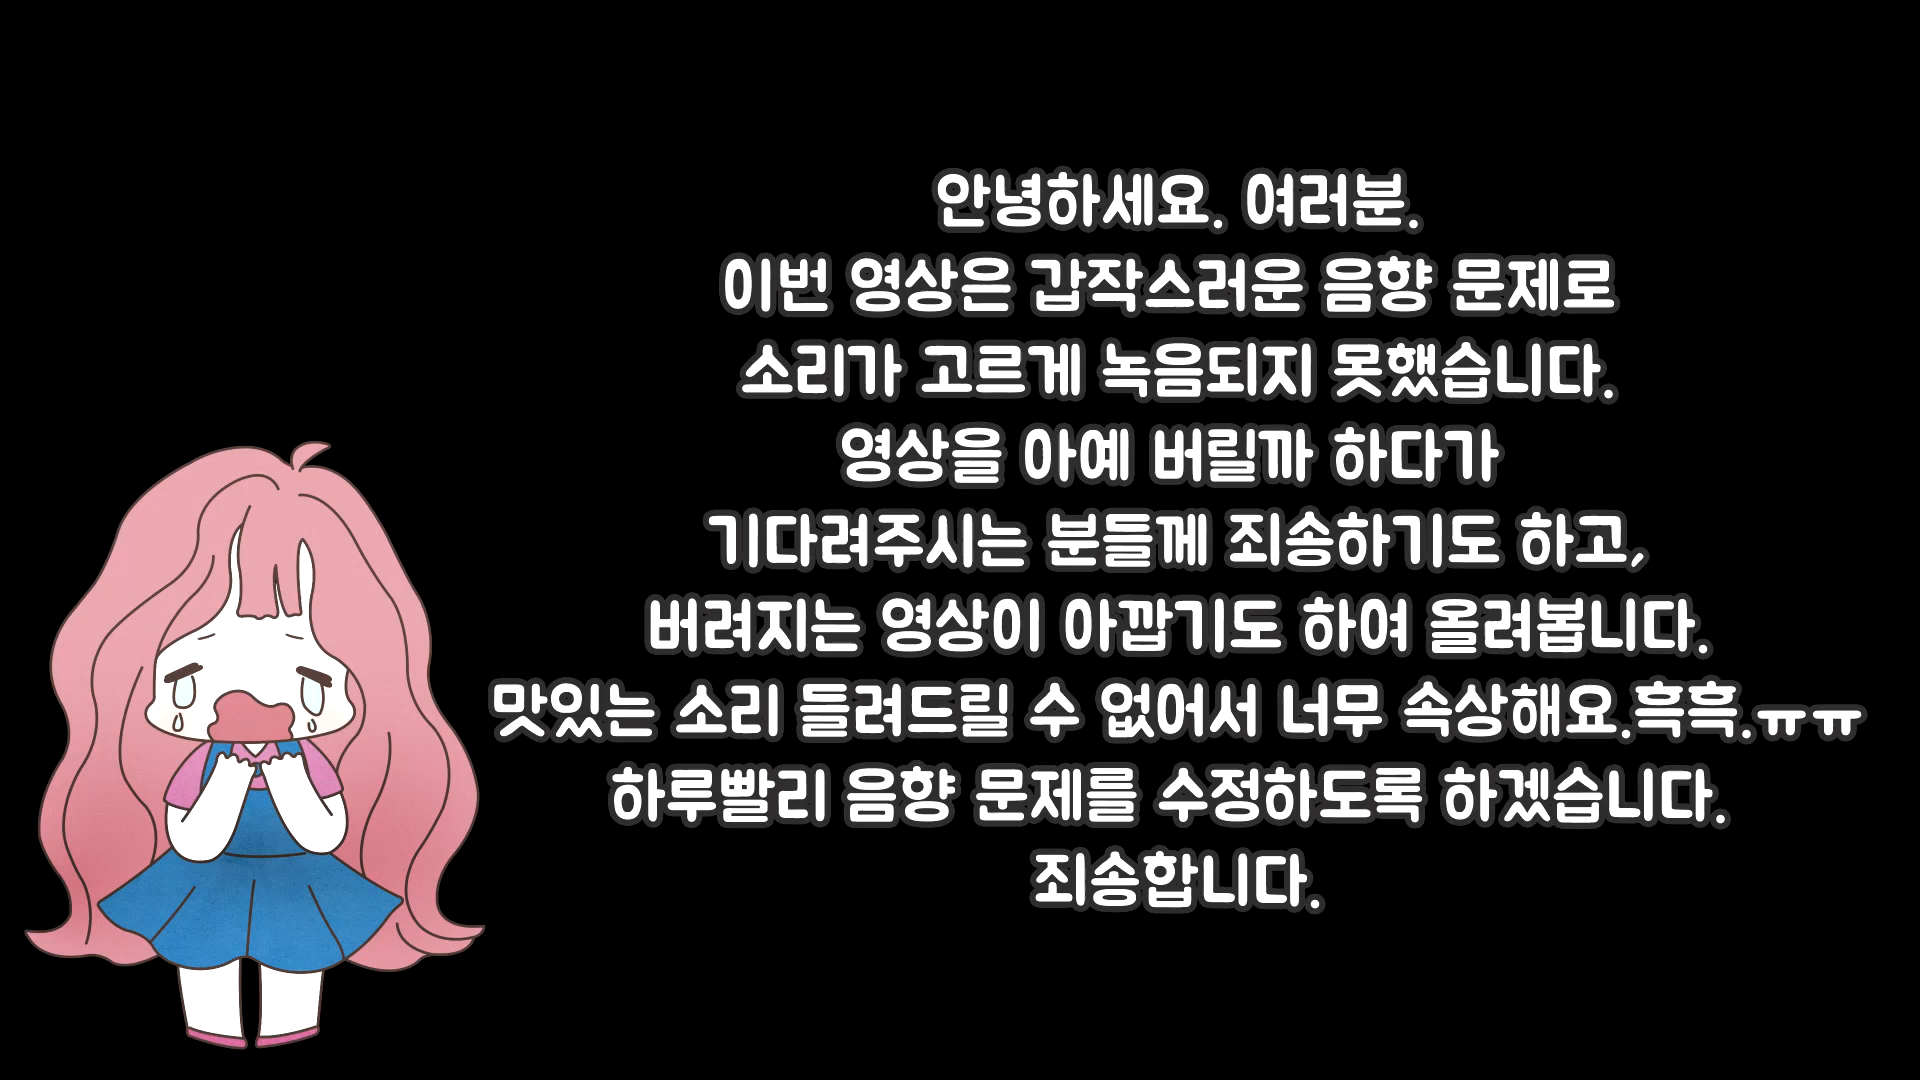 안녕하세요. 여러분.
이번 영상은 갑작스러운 음향 문제로
소리가 고르게 녹음되지 못했습니다.
영상을 아예 버릴까 하다가
기다려주시는 분들께 죄송하기도 하고,
버려지는 영상이 아깝기도 하여 올려봅니다.
맛있는 소리 들려드릴 수 없어서 너무 속상해요.흑흑.ㅠㅠ
하루빨리 음향 문제를 수정하도록 하겠습니다.
죄송합니다.